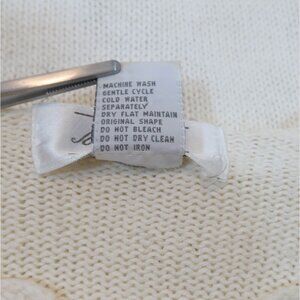 MACHINE WASH
GENTLE CYCLE
COLD WATER
SEPARATELY
DRY FLAT MAINTAIN
ORIGINAL SHAPE
DO NOT BLEACH
DO NOT DRY CLEAN
DO NOT IRON